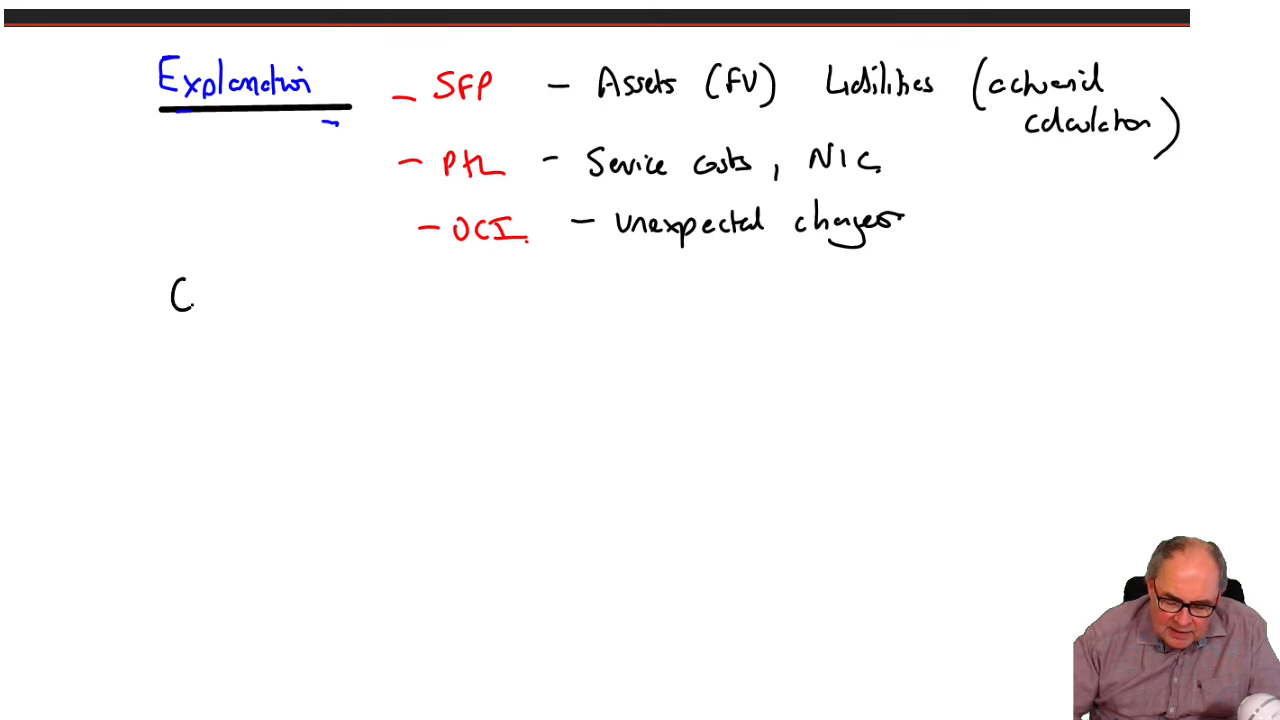 Explanation
- SFP - Assets (FV) Liabilities (actuarial calculation)
- P+L - Service costs, NIC
- OCI - unexpected changes
C